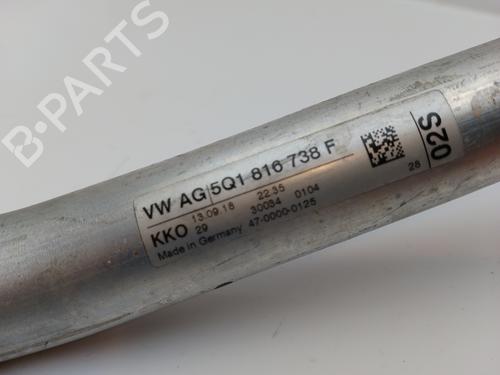 B-PARTS
VW AG 5Q1 816 738 F
KKO 13.09.18 22:35
29 30034 0104
Made in Germany 47-0000-0125
28
02S